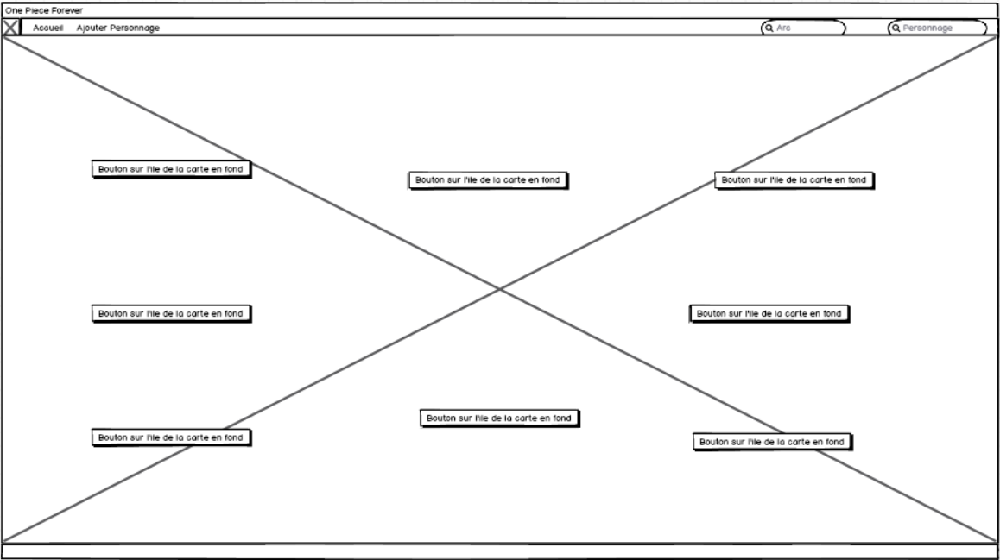 One Piece Forever
Accueil Ajouter Personnage Arc Personnage
Bouton sur l'ile de la carte en fond
Bouton sur l'ile de la carte en fond
Bouton sur l'ile de la carte en fond
Bouton sur l'ile de la carte en fond
Bouton sur l'ile de la carte en fond
Bouton sur l'ile de la carte en fond
Bouton sur l'ile de la carte en fond
Bouton sur l'ile de la carte en fond